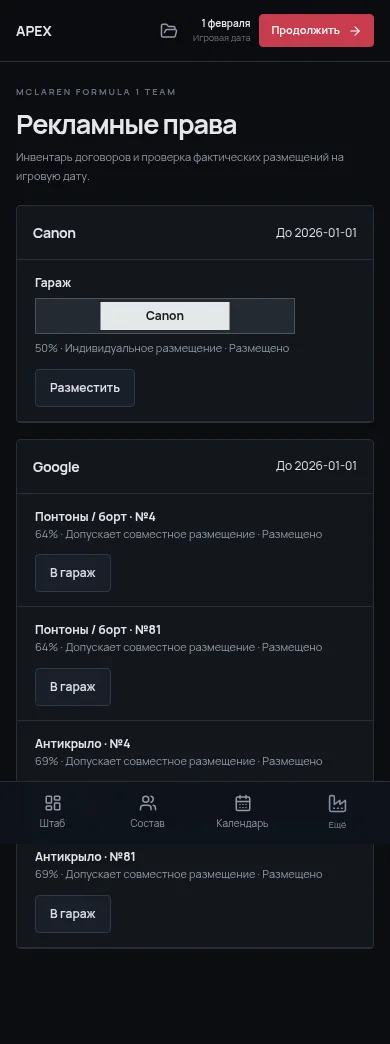 APEX
1 февраля
Игровая дата
Продолжить
MCLAREN FORMULA 1 TEAM
Рекламные права
Инвентарь договоров и проверка фактических размещений на
игровую дату.
Canon
До 2026-01-01
Гараж
Canon
50% · Индивидуальное размещение · Размещено
Разместить
Google
До 2026-01-01
Понтоны / борт · №4
64% · Допускает совместное размещение · Размещено
В гараж
Понтоны / борт · №81
64% · Допускает совместное размещение · Размещено
В гараж
Антикрыло · №4
69% · Допускает совместное размещение · Размещено
Штаб
Состав
Календарь
Ещё
Антикрыло · №81
69% · Допускает совместное размещение · Размещено
В гараж